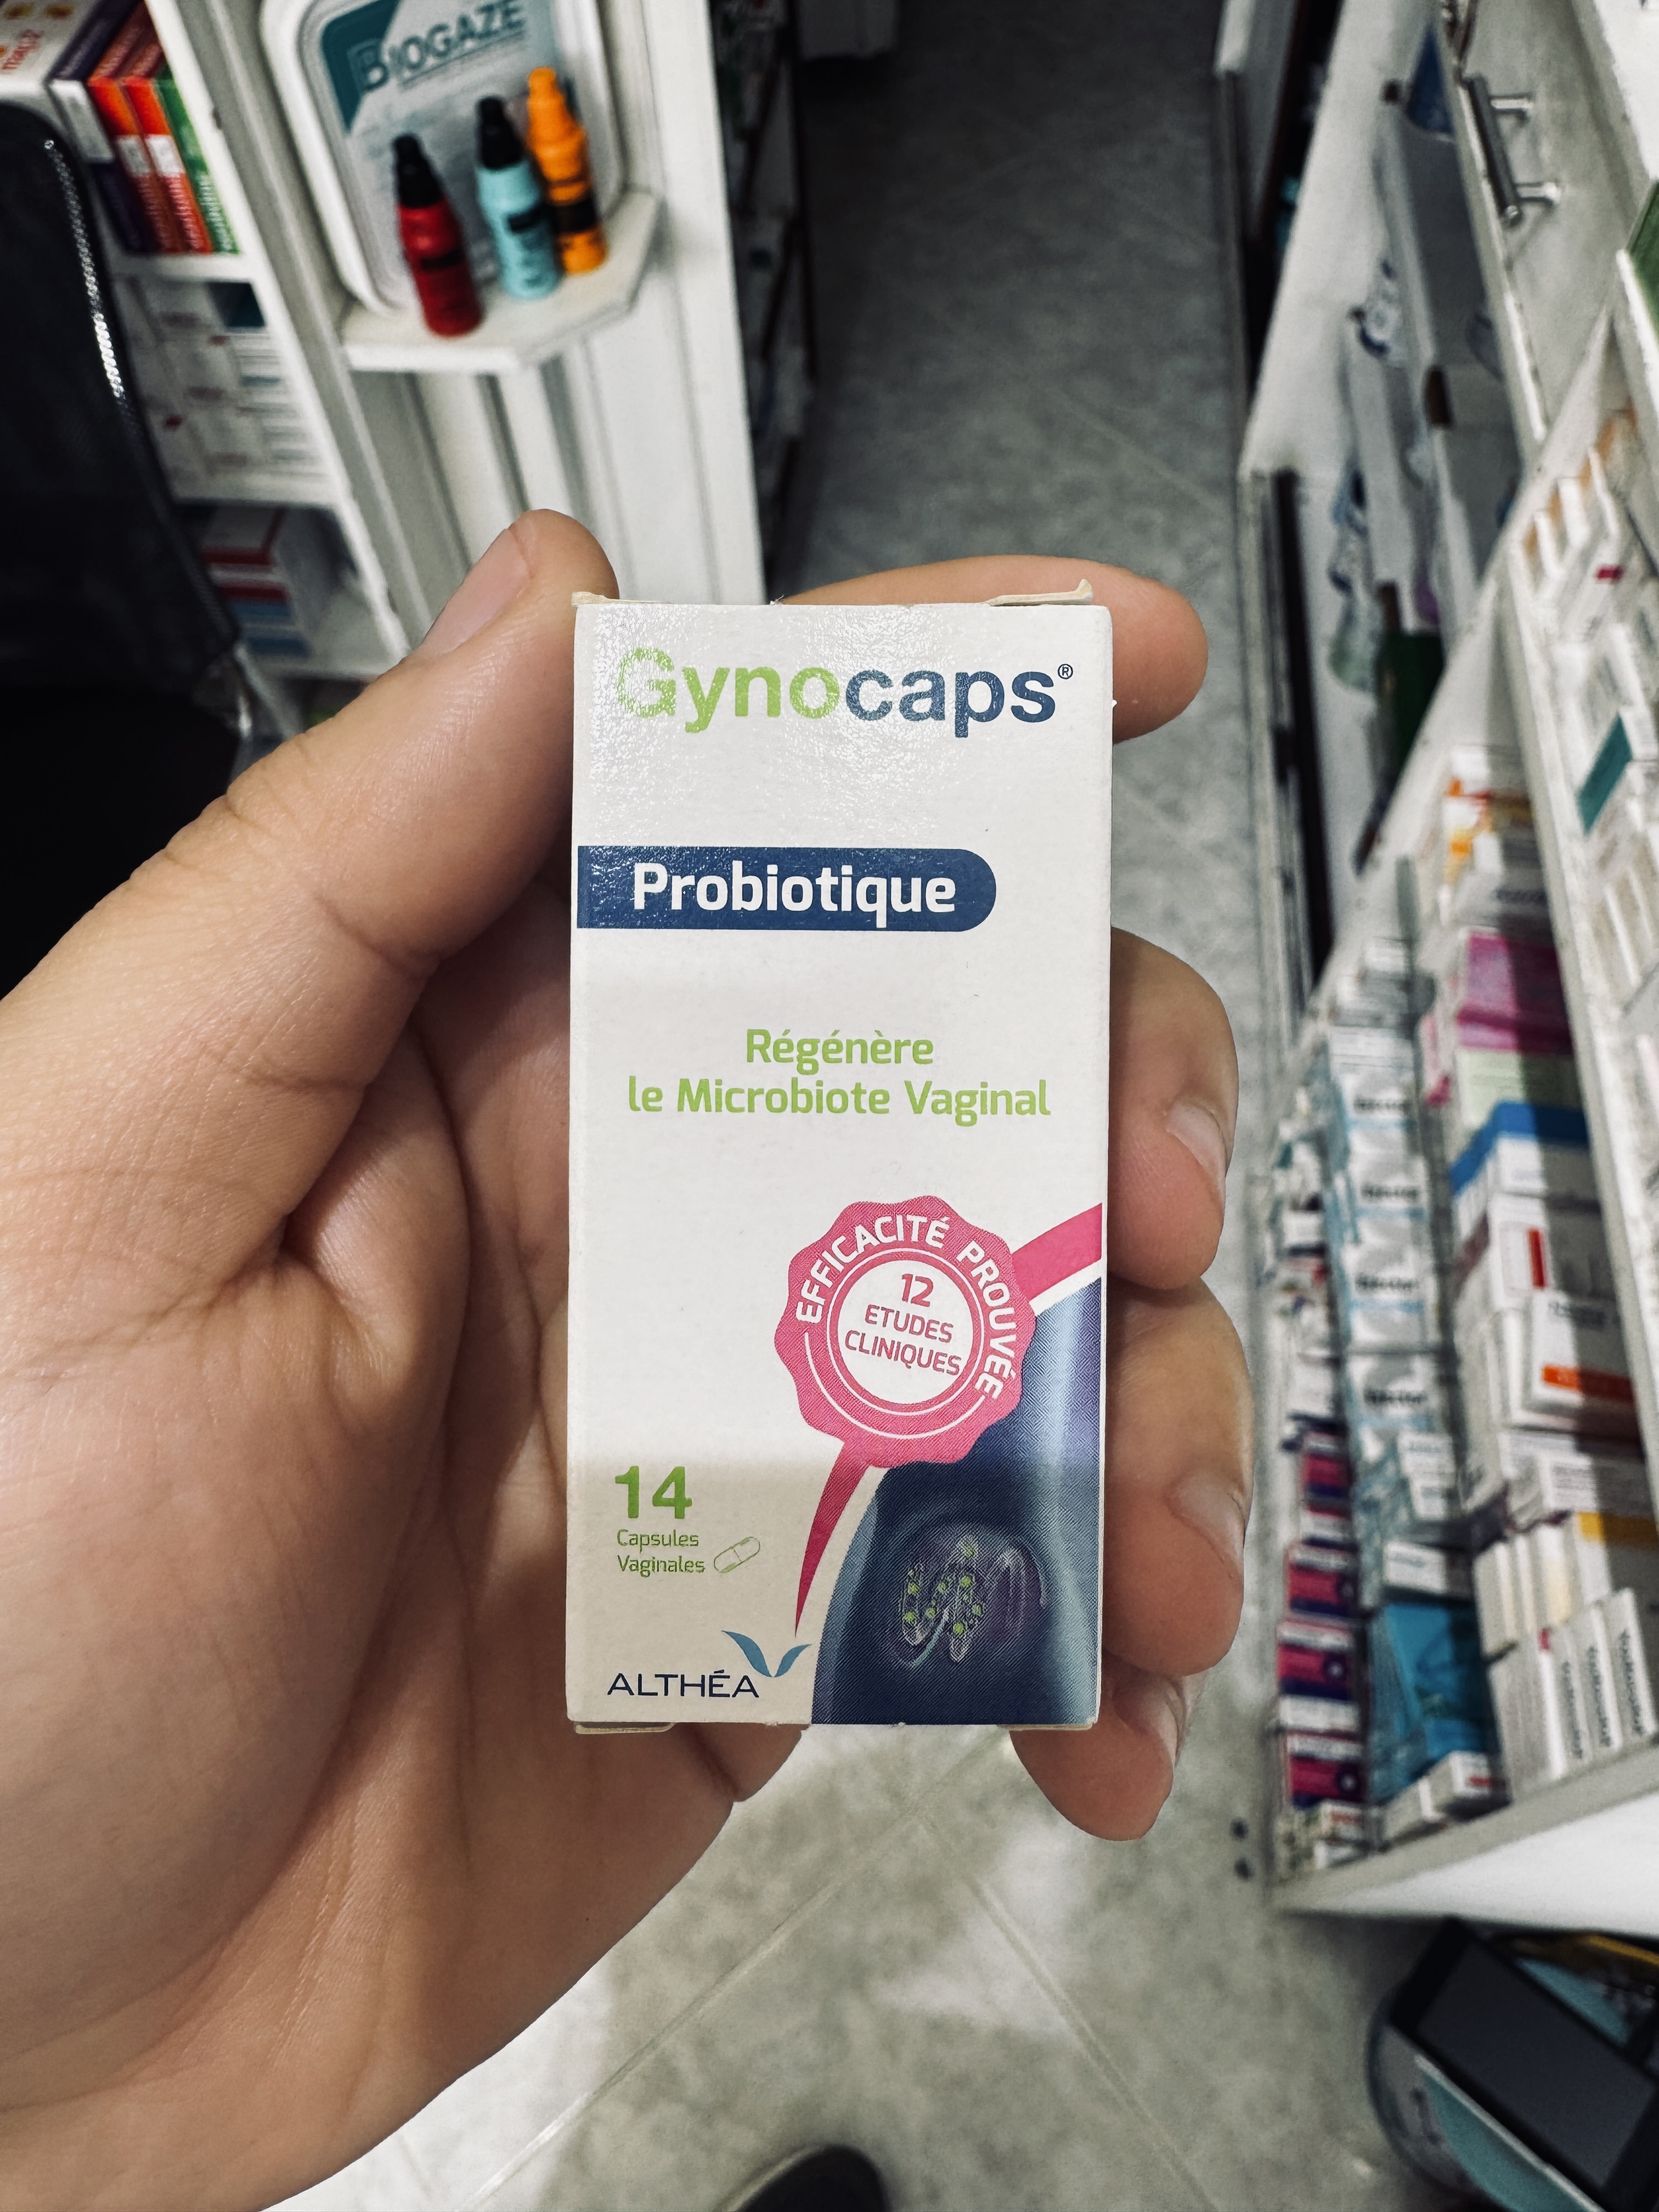 BIOGAZE
Gynocaps®
Probiotique
Régénère
le Microbiote Vaginal
EFFICACITÉ PROUVÉE
12
ETUDES
CLINIQUES
14
Capsules
Vaginales
ALTHÉA